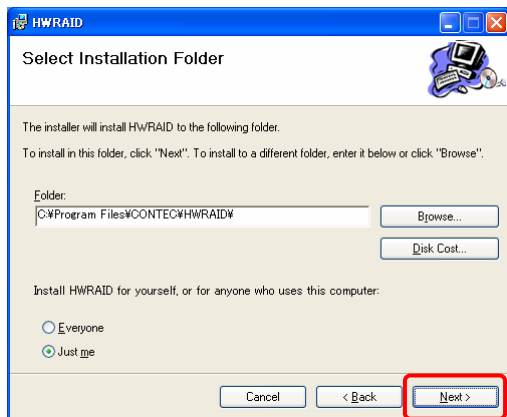 HWRAID
Select Installation Folder
The installer will install HWRAID to the following folder.
To install in this folder, click "Next". To install to a different folder, enter it below or click "Browse".
Folder:
C:¥Program Files¥CONTEC¥HWRAID¥
Browse...
Disk Cost...
Install HWRAID for yourself, or for anyone who uses this computer:
Everyone
Just me
Cancel
< Back
Next >